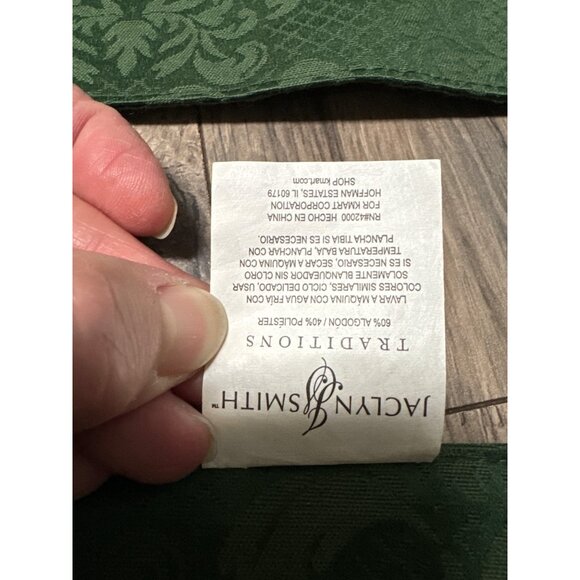 JACLYN JS SMITH™
TRADITIONS
60% ALGODÓN / 40% POLIÉSTER
LAVAR A MÁQUINA CON AGUA FRÍA CON
COLORES SIMILARES, CICLO DELICADO, USAR
SOLAMENTE BLANQUEADOR SIN CLORO
SI ES NECESARIO, SECAR A MÁQUINA CON
TEMPERATURA BAJA, PLANCHAR CON
PLANCHA TIBIA SI ES NECESARIO.
RN#42000 HECHO EN CHINA
FOR KMART CORPORATION
HOFFMAN ESTATES, IL 60179
SHOP kmart.com